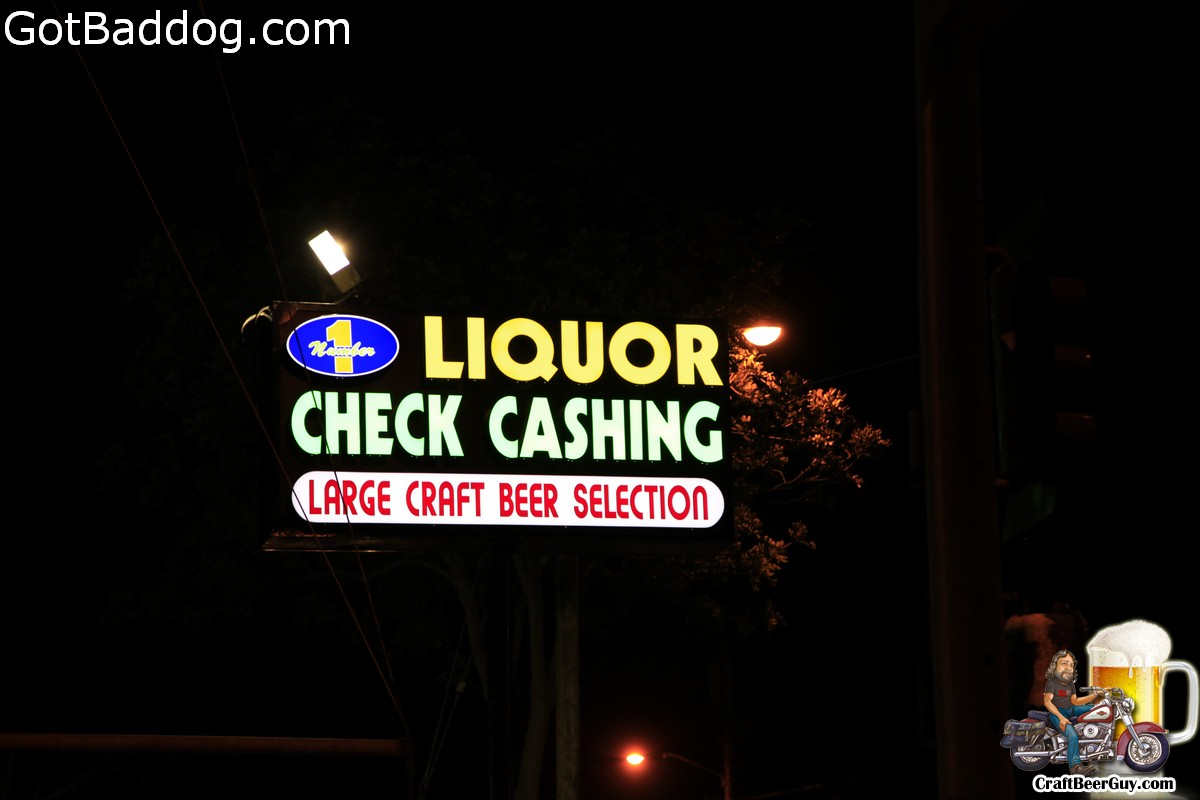 GotBaddog.com
1
Number
LIQUOR
CHECK CASHING
LARGE CRAFT BEER SELECTION
CraftBeerGuy.com